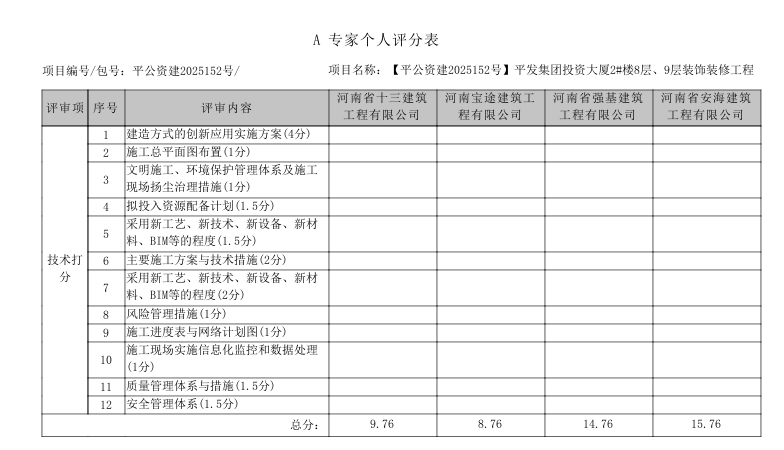 A 专家个人评分表
项目编号/包号: 平公资建2025152号/ 项目名称: 【平公资建2025152号】平发集团投资大厦2#楼8层、9层装饰装修工程
评审项 序号 评审内容 河南省十三建筑工程有限公司 河南宝途建筑工程有限公司 河南省强基建筑工程有限公司 河南省安海建筑工程有限公司
技术打分
1 建造方式的创新应用实施方案(4分)
2 施工总平面图布置(1分)
3 文明施工、环境保护管理体系及施工
现场扬尘治理措施(1分)
4 拟投入资源配备计划(1.5分)
5 采用新工艺、新技术、新设备、新材
料、BIM等的程度(1.5分)
6 主要施工方案与技术措施(2分)
7 采用新工艺、新技术、新设备、新材
料、BIM等的程度(2分)
8 风险管理措施(1分)
9 施工进度表与网络计划图(1分)
10 施工现场实施信息化监控和数据处理
(1分)
11 质量管理体系与措施(1.5分)
12 安全管理体系(1.5分)
总分: 9.76 8.76 14.76 15.76